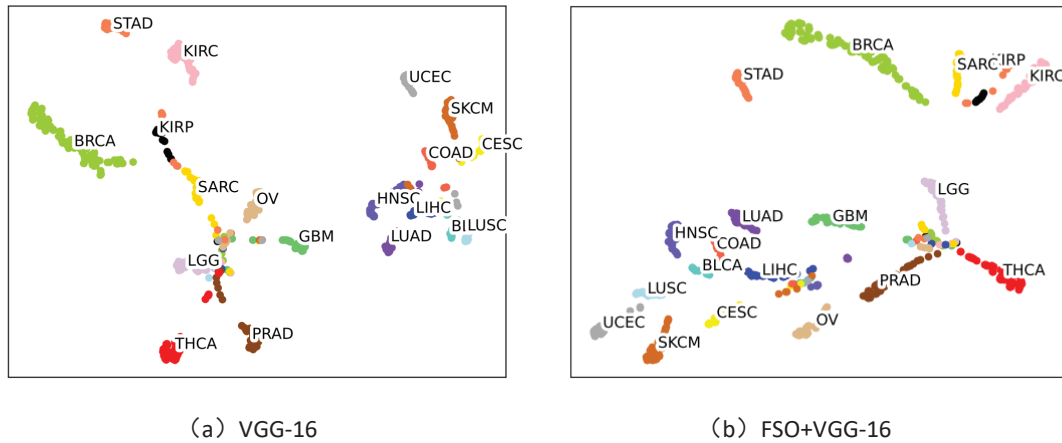 STAD
KIRC
UCEC
SKCM
BRCA
KIRP
COAD
CESC
SARC
OV
HNSC
LIHC
LUAD
BILUSC
GBM
LGG
THCA
PRAD
(a) VGG-16
BRCA
STAD
SARC
KIRP
KIRC
LGG
LUAD
GBM
HNSC
COAD
BLCA
LIHC
PRAD
THCA
LUSC
UCEC
CESC
OV
SKCM
(b) FSO+VGG-16